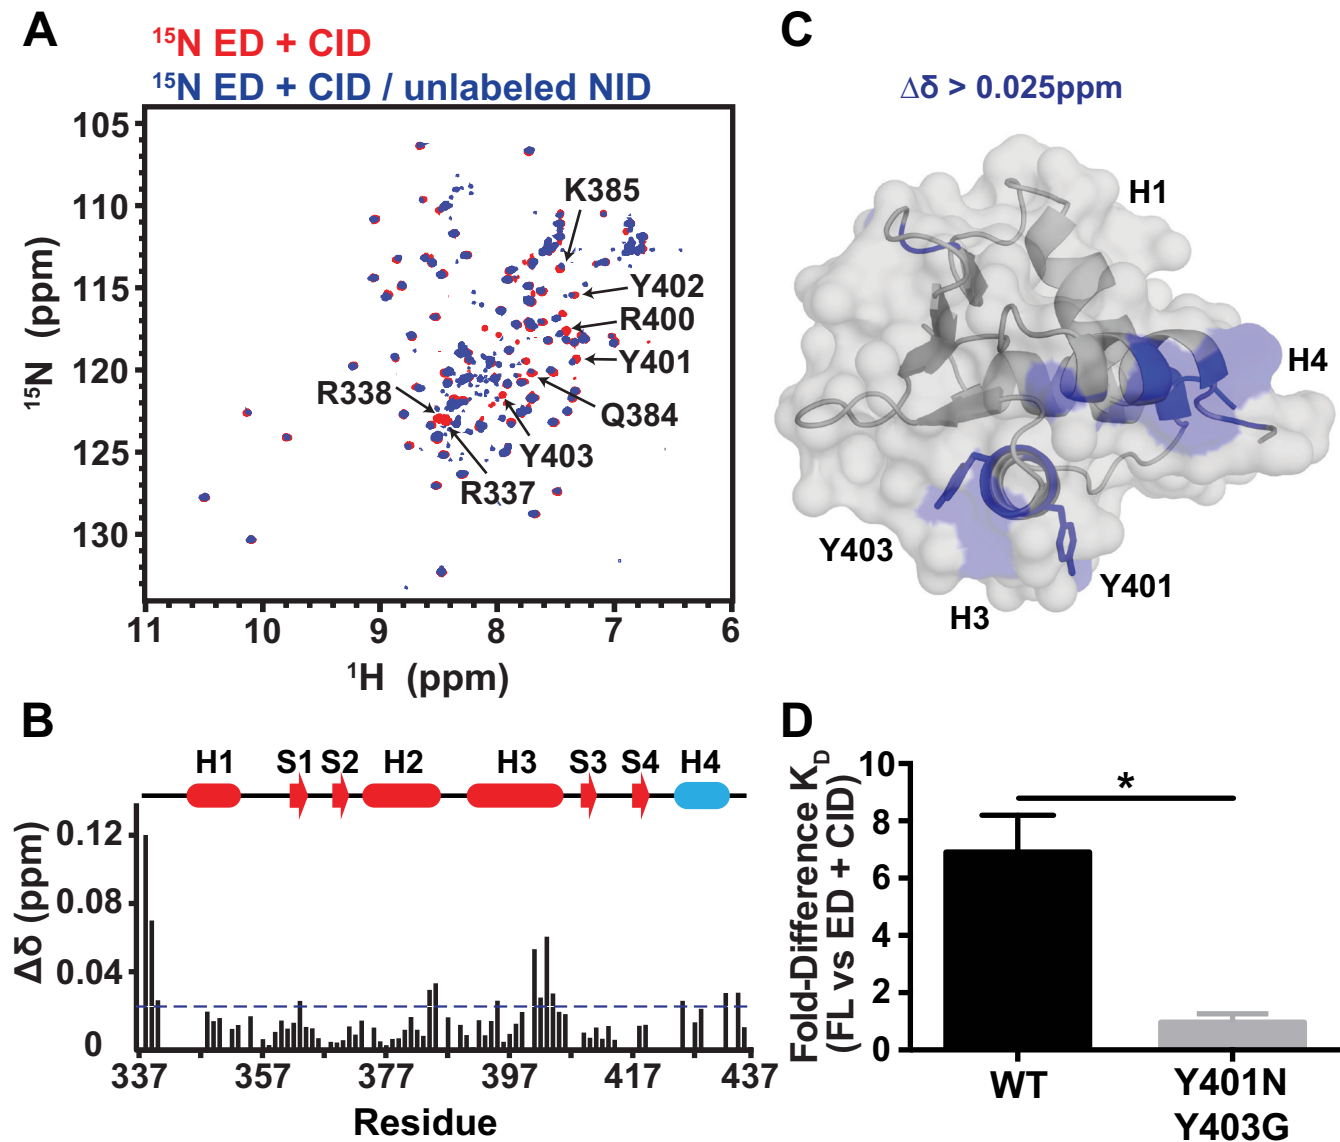 A
¹⁵N ED + CID
¹⁵N ED + CID / unlabeled NID
105
110
115
120
125
130
¹⁵N (ppm)
K385
Y402
R400
Y401
Q384
Y403
R338
R337
11 10 9 8 7 6
¹H (ppm)
C
Δδ > 0.025ppm
H1
H4
Y403
Y401
H3
B
H1 S1 S2 H2 H3 S3 S4 H4
0.12
0.08
0.04
0
Δδ (ppm)
337 357 377 397 417 437
Residue
D
10
8
6
4
2
0
Fold-Difference K_D
(FL vs ED + CID)
*
WT
Y401N
Y403G